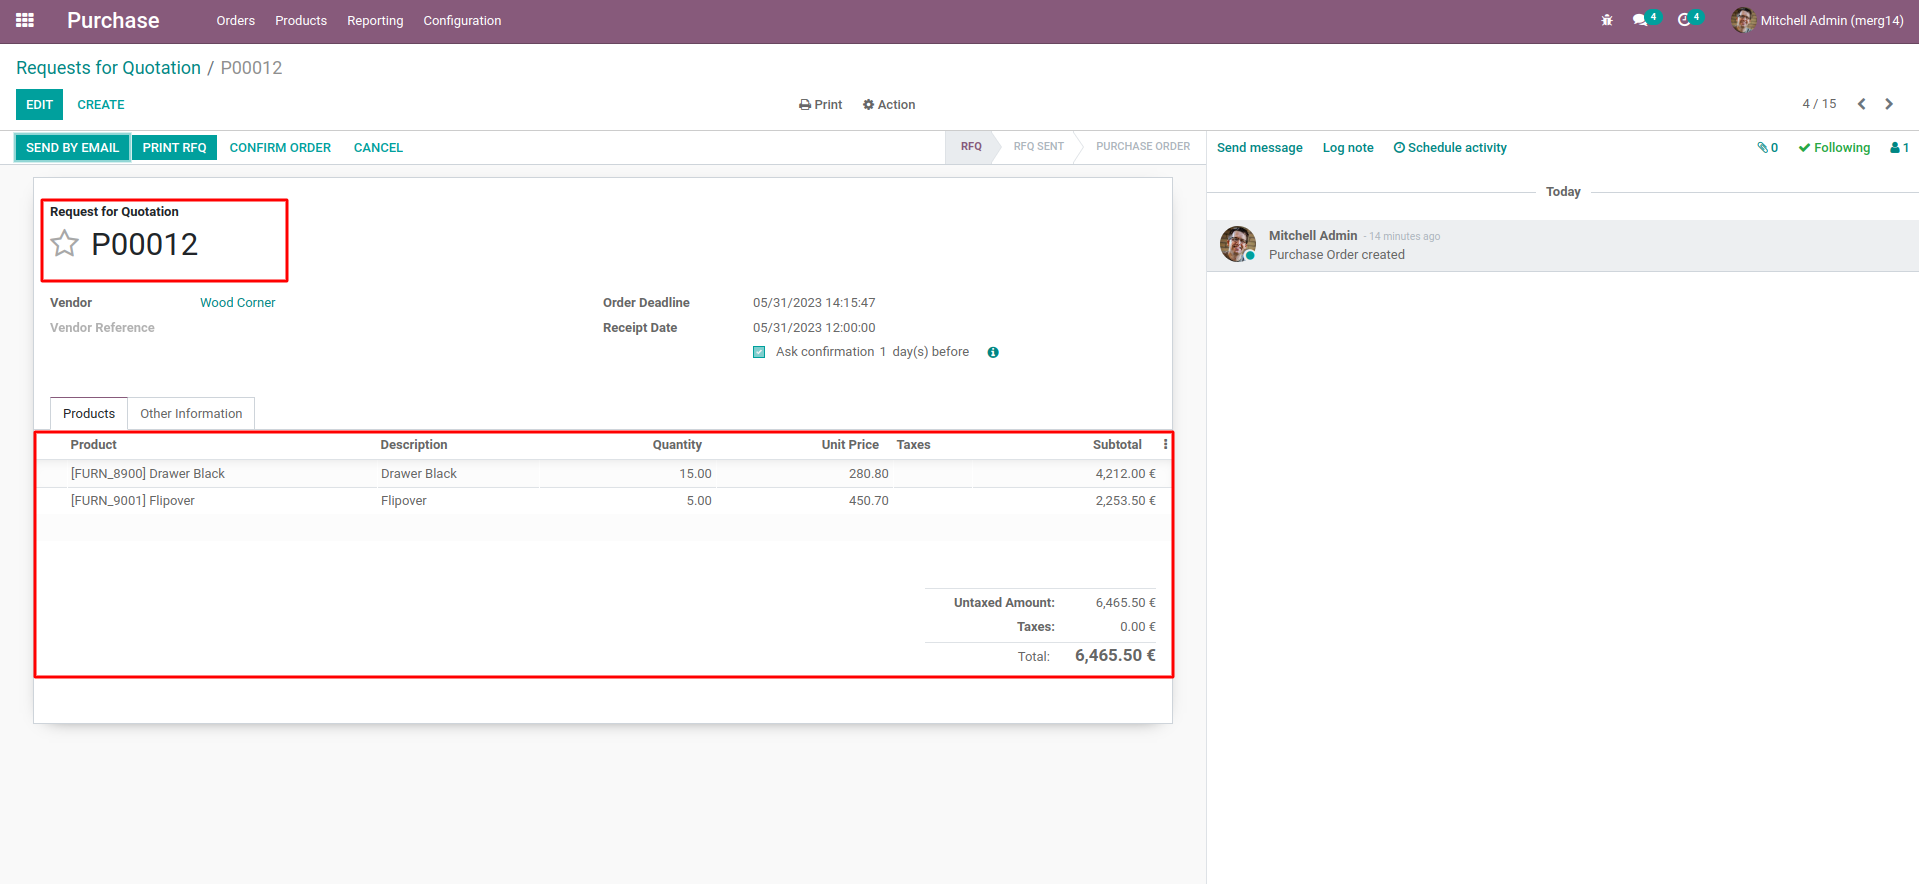 Purchase Orders Products Reporting Configuration 4 4 Mitchell Admin (merg14)
Requests for Quotation / P00012
EDIT CREATE Print Action 4 / 15
SEND BY EMAIL PRINT RFQ CONFIRM ORDER CANCEL RFQ RFQ SENT PURCHASE ORDER
Send message Log note Schedule activity 0 Following 1
Today
Mitchell Admin - 14 minutes ago
Purchase Order created
Request for Quotation
P00012
Vendor Wood Corner
Vendor Reference
Order Deadline 05/31/2023 14:15:47
Receipt Date 05/31/2023 12:00:00
Ask confirmation 1 day(s) before
Products Other Information
Product Description Quantity Unit Price Taxes Subtotal
[FURN_8900] Drawer Black Drawer Black 15.00 280.80 4,212.00 €
[FURN_9001] Flipover Flipover 5.00 450.70 2,253.50 €
Untaxed Amount: 6,465.50 €
Taxes: 0.00 €
Total: 6,465.50 €